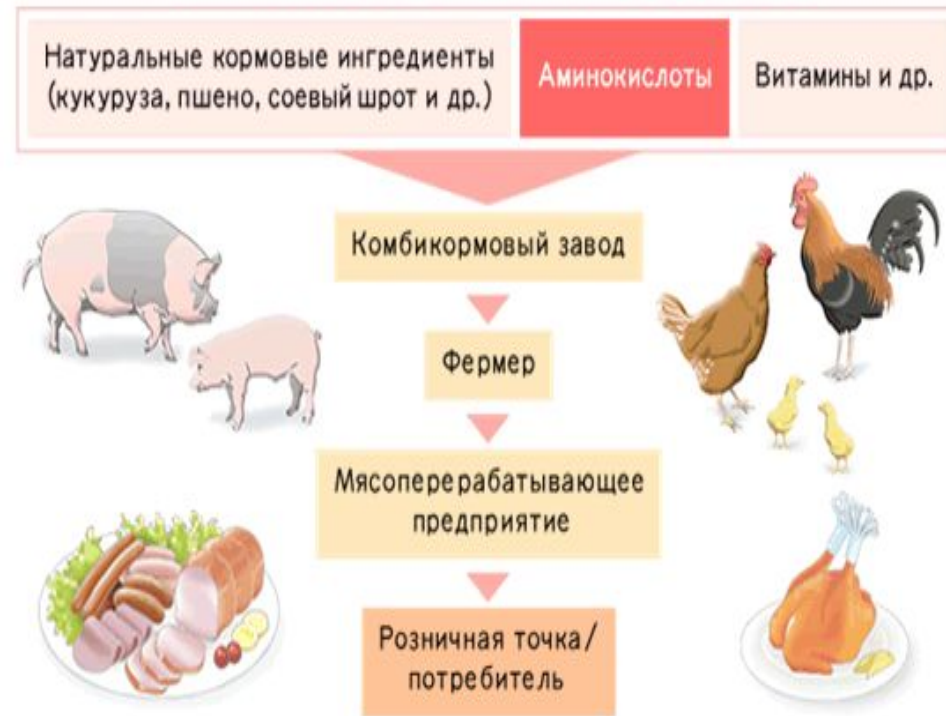 Натуральные кормовые ингредиенты
(кукуруза, пшено, соевый шрот и др.)
Аминокислоты
Витамины и др.
Комбикормовый завод
Фермер
Мясоперерабатывающее
предприятие
Розничная точка/
потребитель